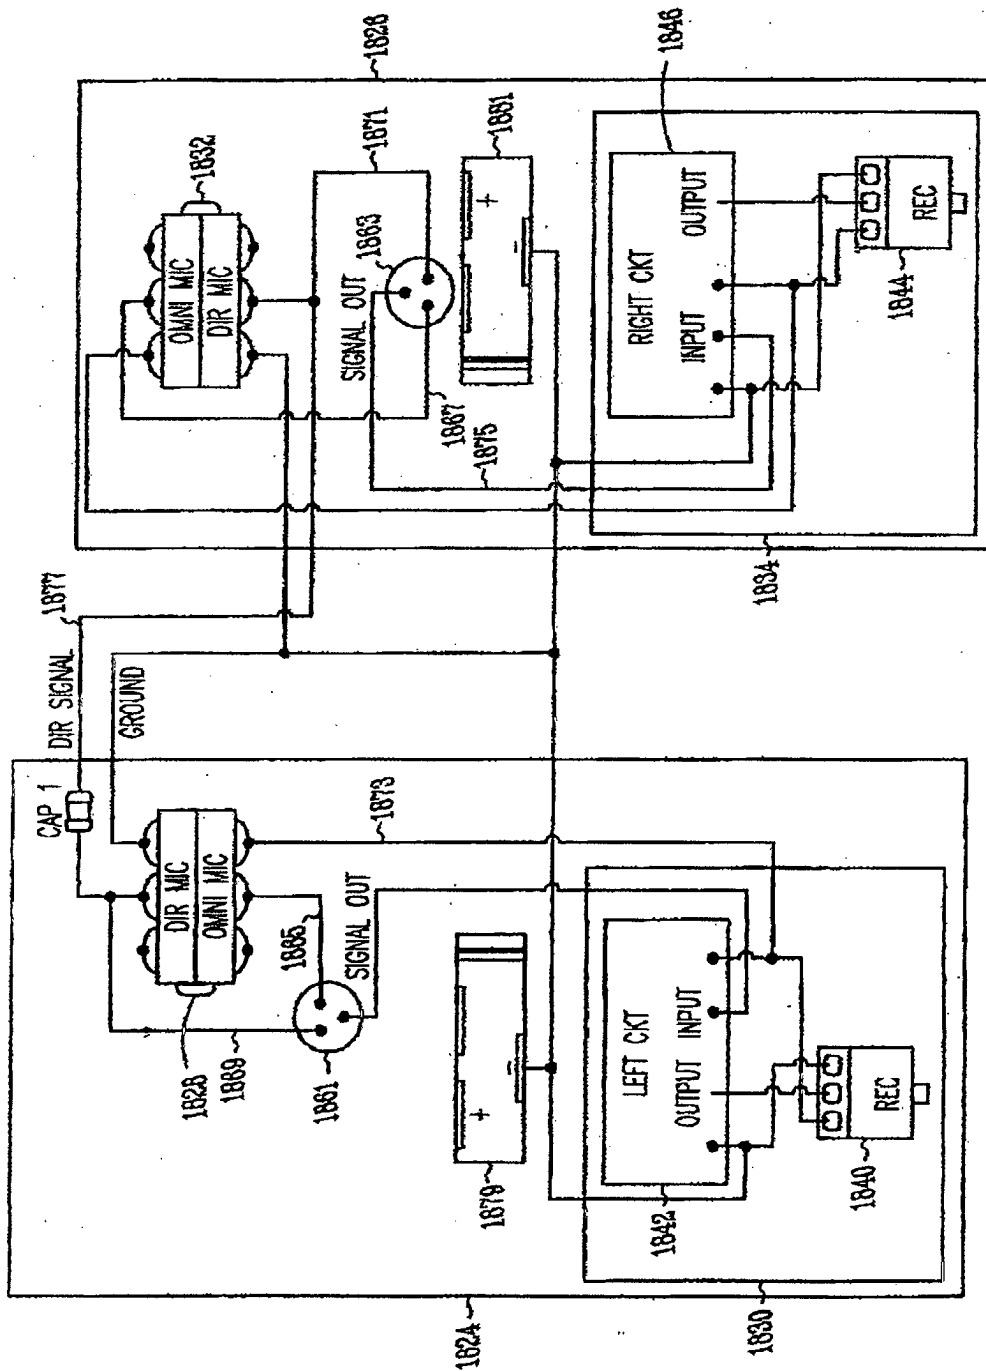 1824
1830
CAP 1
DIR SIGNAL
1877
GROUND
DIR MIC
OMNI MIC
1828
1869
1865
SIGNAL OUT
1861
1873
+
-
1879
LEFT CKT
OUTPUT
INPUT
1842
REC
1840
1826
OMNI MIC
DIR MIC
1832
1871
SIGNAL OUT
1863
1867
1875
+
-
1881
RIGHT CKT
INPUT
OUTPUT
1846
REC
1844
1834